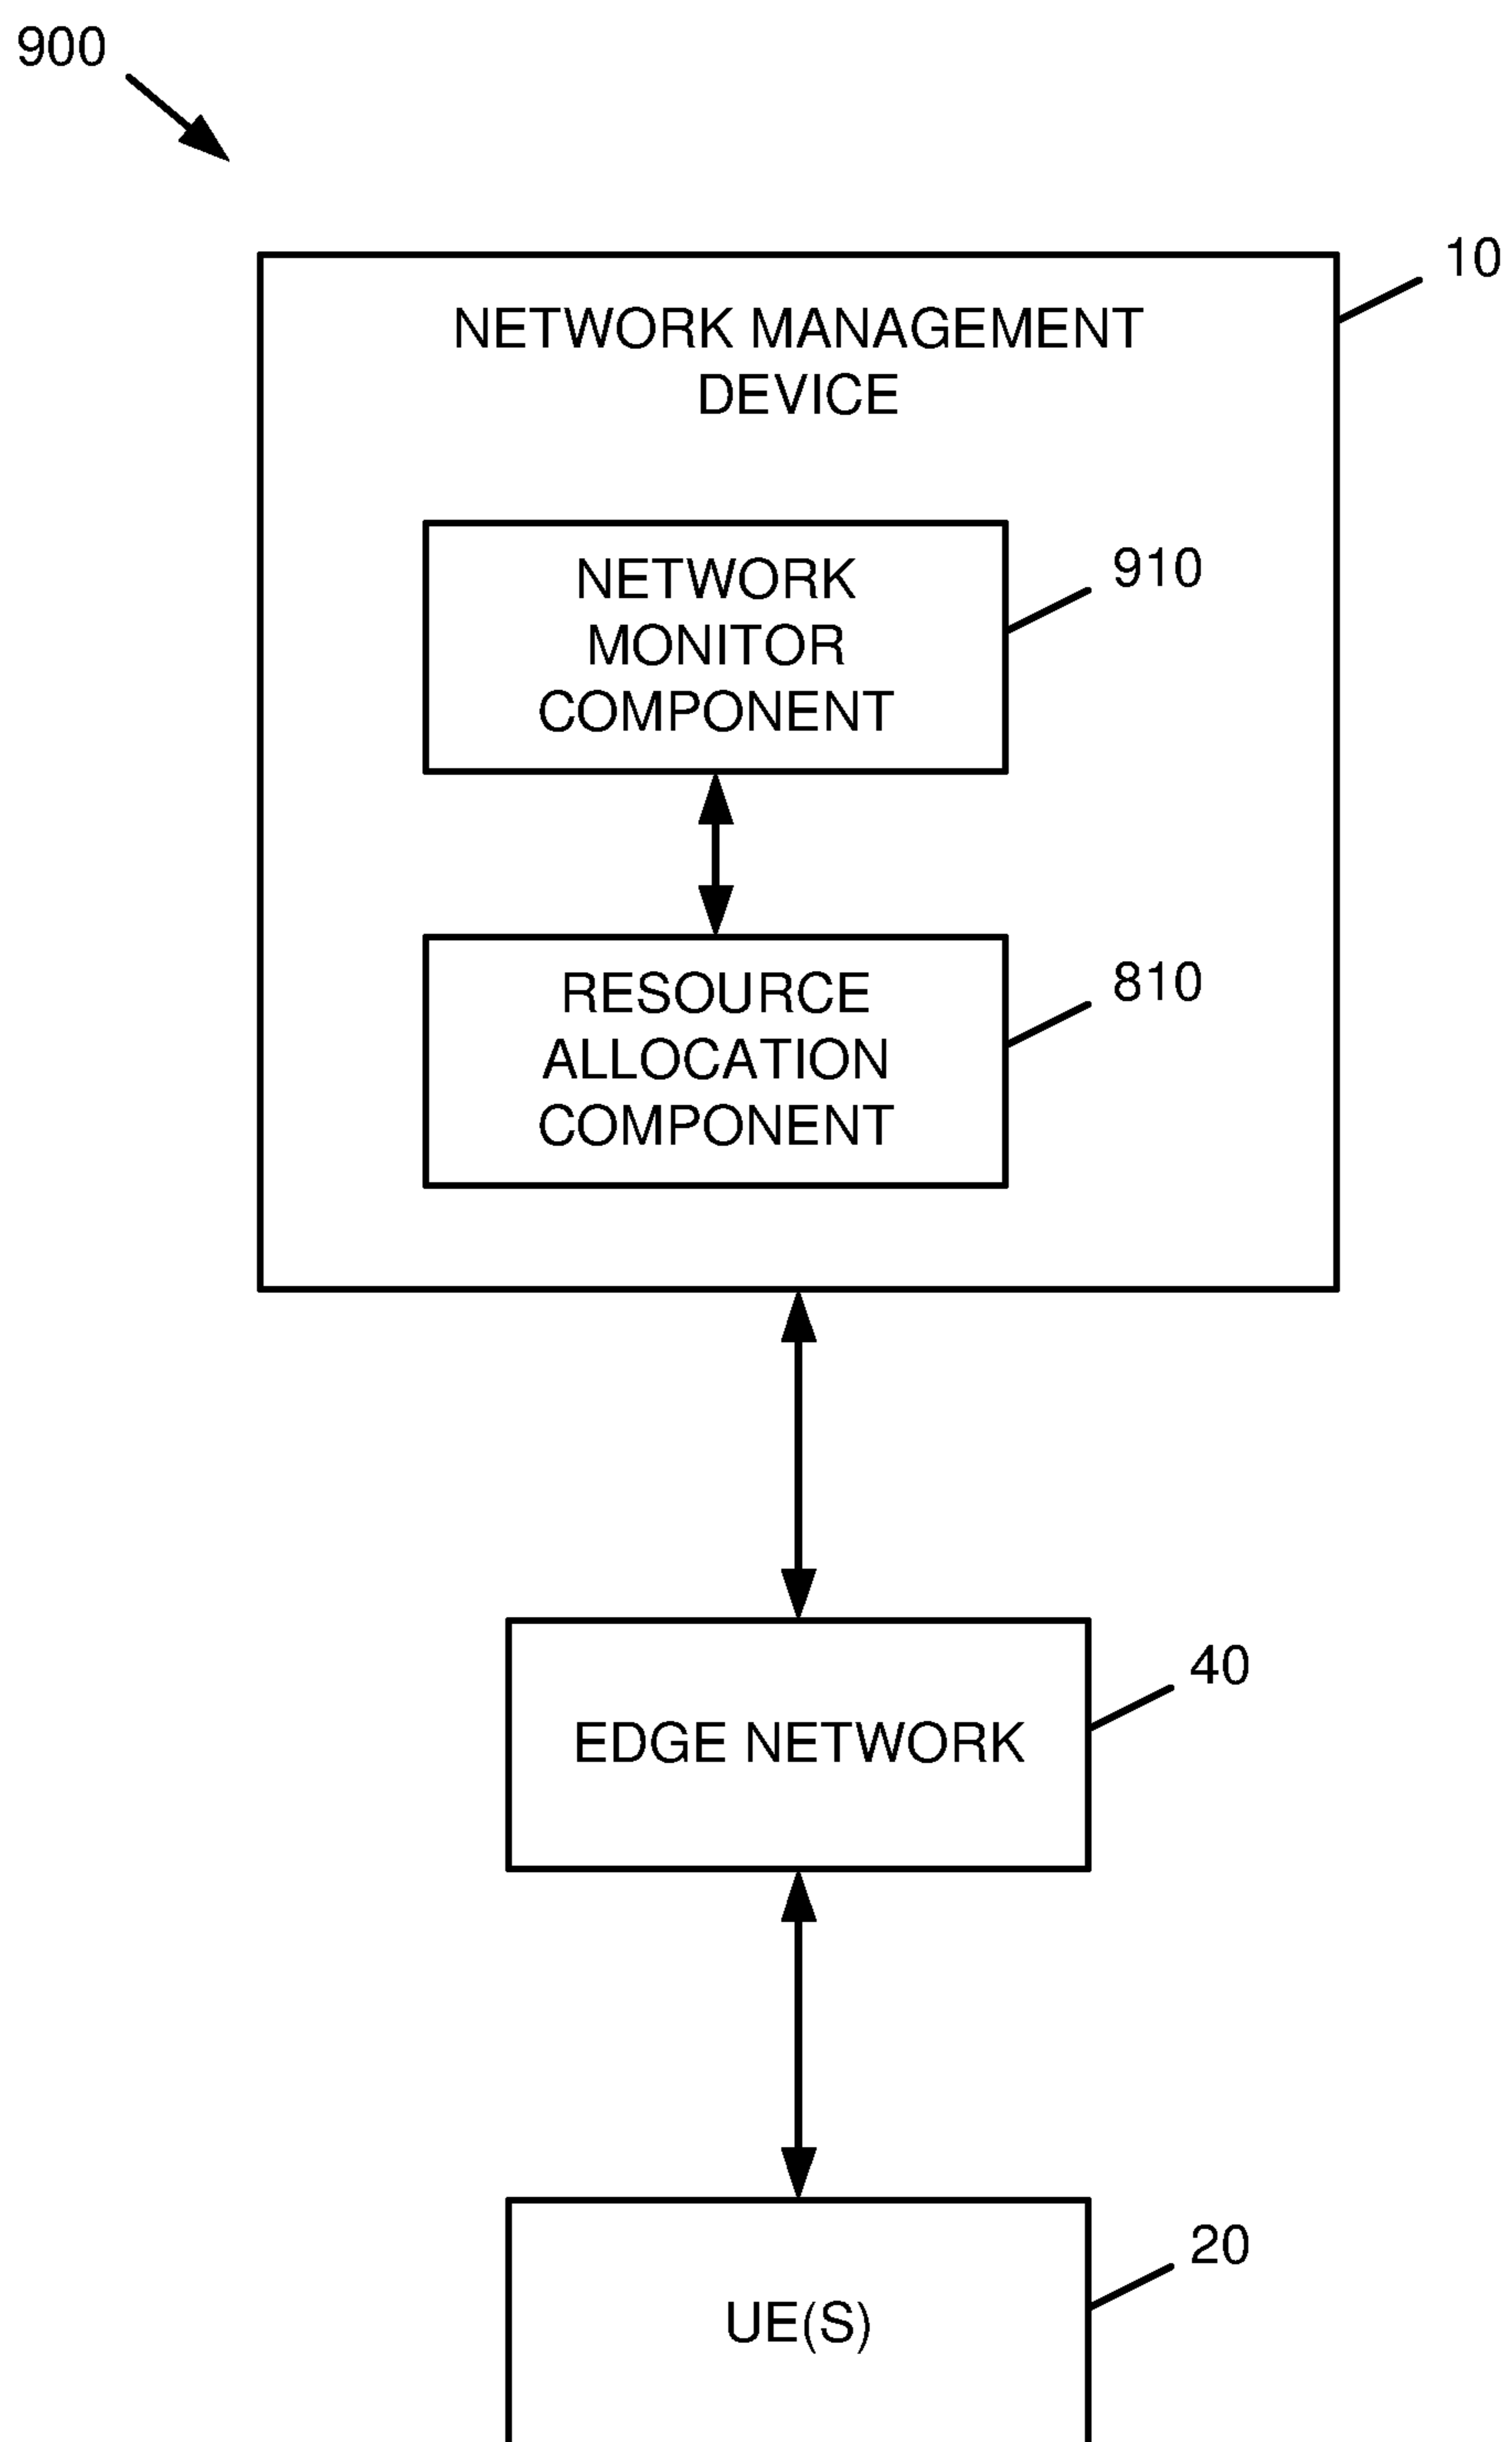 900
10
NETWORK MANAGEMENT
DEVICE
NETWORK
MONITOR
COMPONENT
910
RESOURCE
ALLOCATION
COMPONENT
810
EDGE NETWORK
40
UE(S)
20